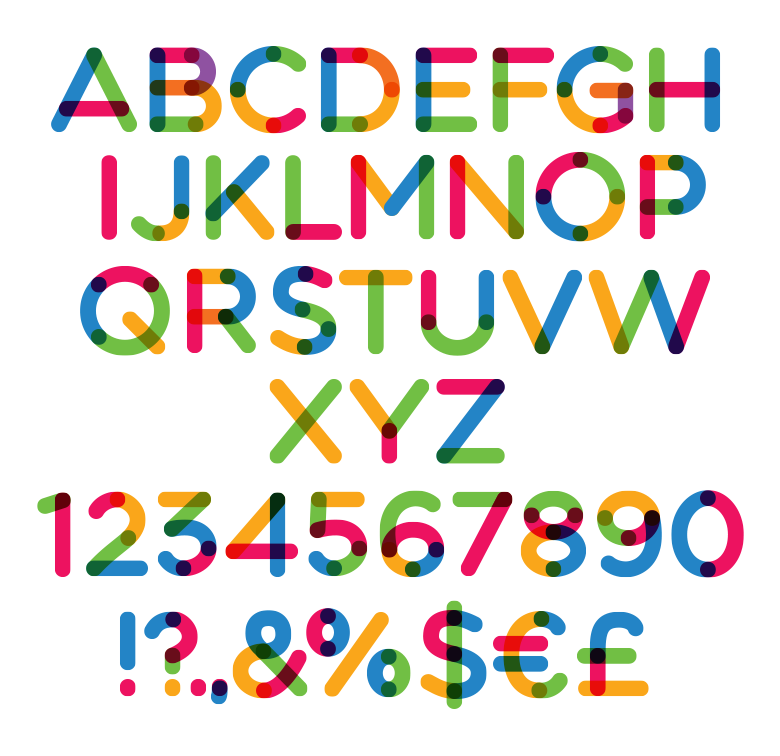 ABCDEFGH
IJKLMNOP
QRSTUVW
XYZ
1234567890
!?.,&%$€£